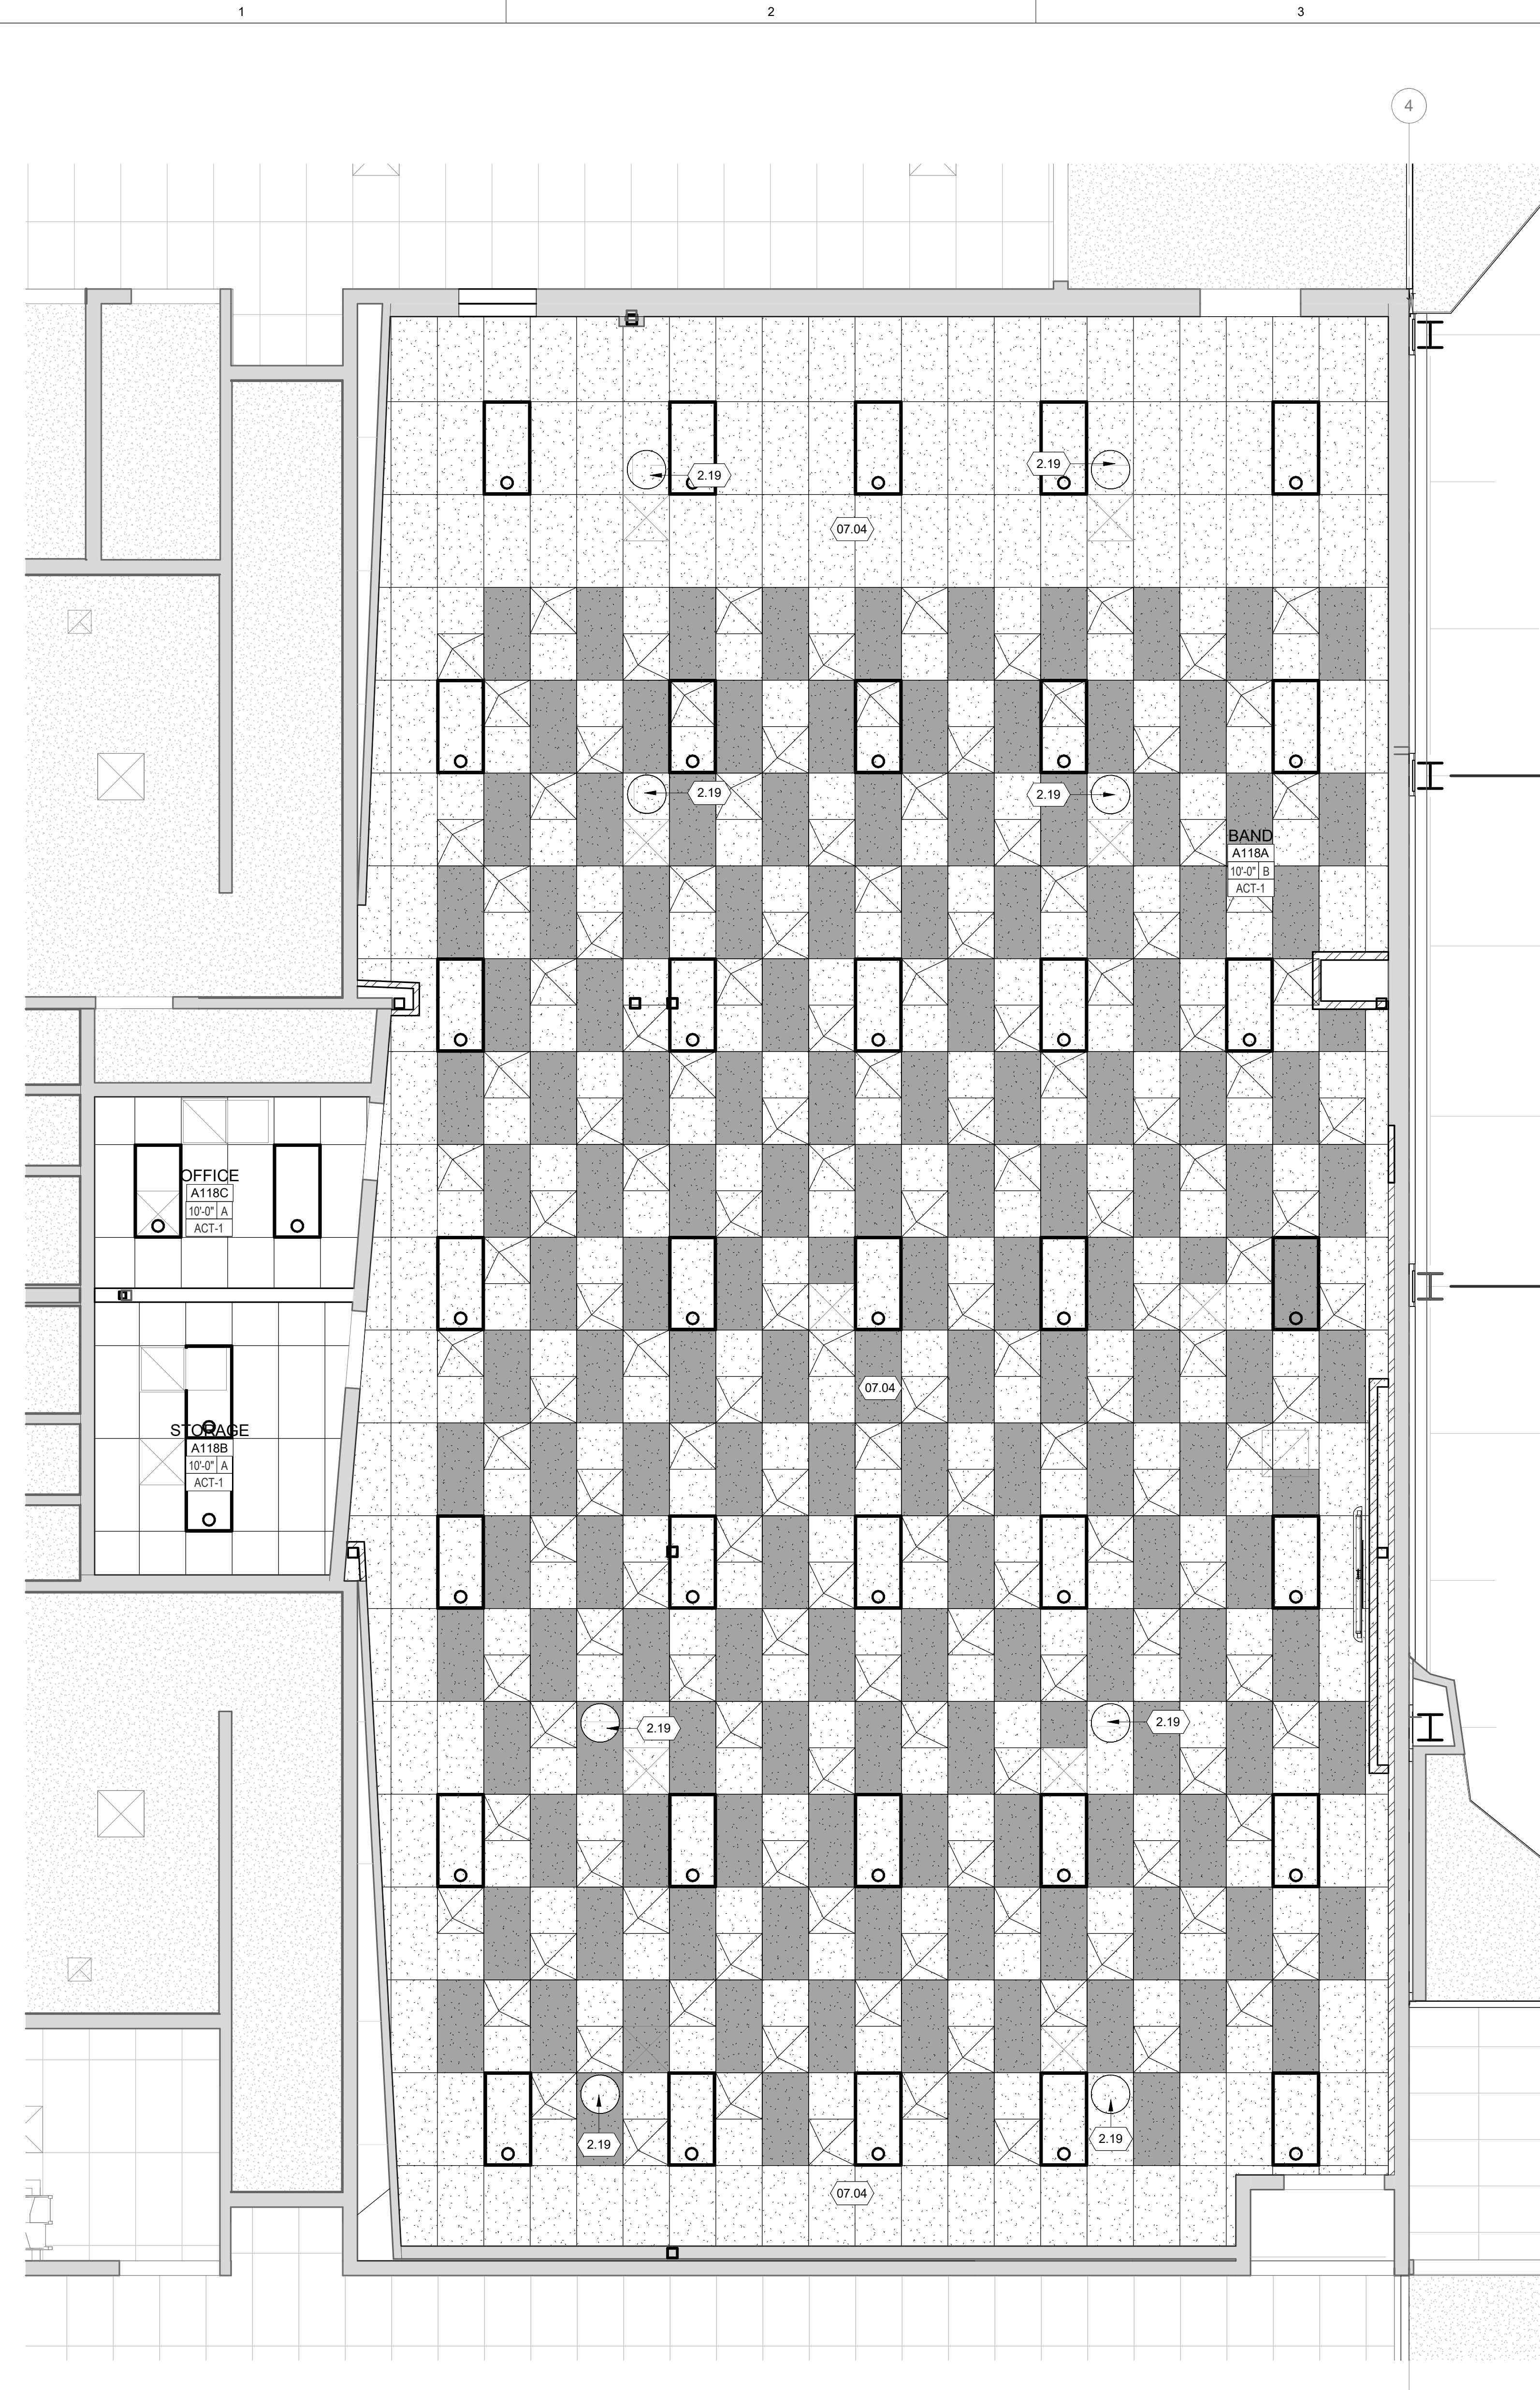 1
2
3
4
2.19
2.19
07.04
2.19
2.19
BAND
A118A
10'-0" B
ACT-1
OFFICE
A118C
10'-0" A
ACT-1
07.04
STORAGE
A118B
10'-0" A
ACT-1
2.19
2.19
2.19
2.19
07.04